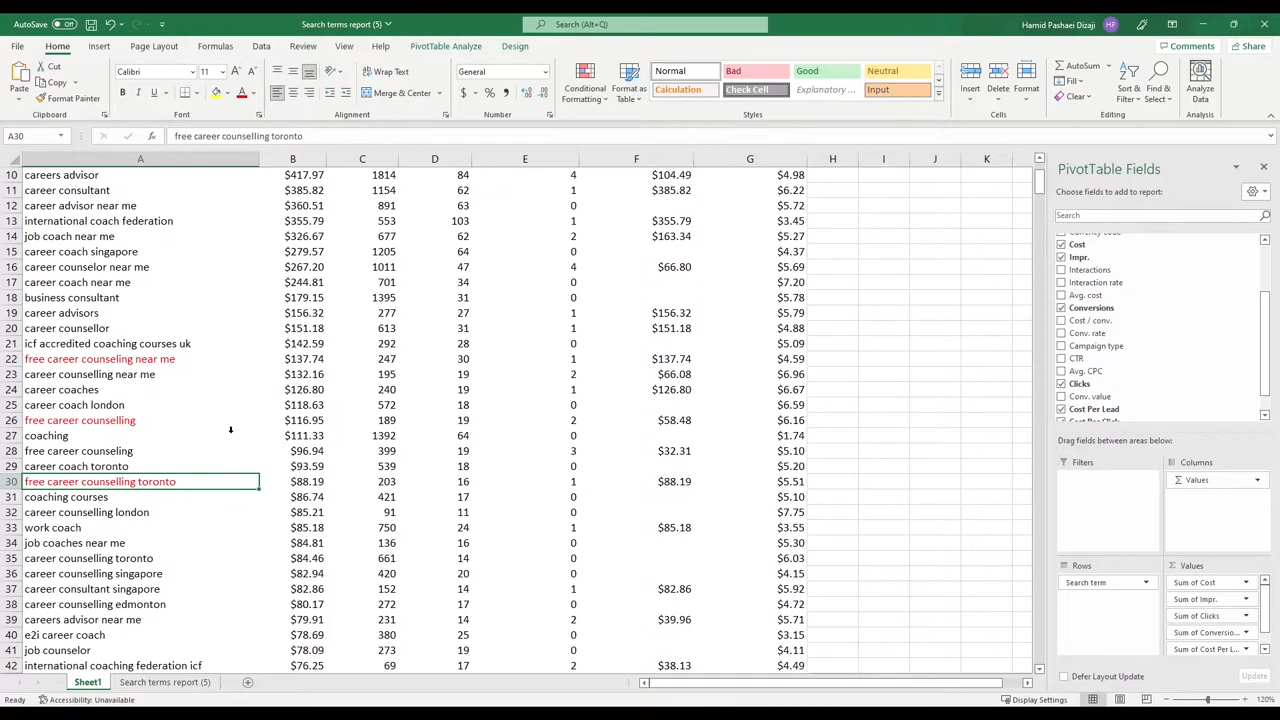 AutoSave Off Search terms report (5) Search (Alt+Q) Hamid Pashaei Dizaji HP
File Home Insert Page Layout Formulas Data Review View Help PivotTable Analyze Design Comments Share
Paste Cut Copy Format Painter Calibri 11 Wrap Text Merge & Center General Conditional Formatting Format as Table Normal Bad Good Neutral Calculation Check Cell Explanatory ... Input Insert Delete Format AutoSum Fill Clear Sort & Filter Find & Select Analyze Data
Clipboard Font Alignment Number Styles Cells Editing Analysis
A30 fx free career counselling toronto
A B C D E F G H I J K
10 careers advisor $417.97 1814 84 4 $104.49 $4.98
11 career consultant $385.82 1154 62 1 $385.82 $6.22
12 career advisor near me $360.51 891 63 0 $5.72
13 international coach federation $355.79 553 103 1 $355.79 $3.45
14 job coach near me $326.67 677 62 2 $163.34 $5.27
15 career coach singapore $279.57 1205 64 0 $4.37
16 career counselor near me $267.20 1011 47 4 $66.80 $5.69
17 career coach near me $244.81 701 34 0 $7.20
18 business consultant $179.15 1395 31 0 $5.78
19 career advisors $156.32 277 27 1 $156.32 $5.79
20 career counsellor $151.18 613 31 1 $151.18 $4.88
21 icf accredited coaching courses uk $142.59 292 28 0 $5.09
22 free career counseling near me $137.74 247 30 1 $137.74 $4.59
23 career counselling near me $132.16 195 19 2 $66.08 $6.96
24 career coaches $126.80 240 19 1 $126.80 $6.67
25 career coach london $118.63 572 18 0 $6.59
26 free career counselling $116.95 189 19 2 $58.48 $6.16
27 coaching $111.33 1392 64 0 $1.74
28 free career counseling $96.94 399 19 3 $32.31 $5.10
29 career coach toronto $93.59 539 18 0 $5.20
30 free career counselling toronto $88.19 203 16 1 $88.19 $5.51
31 coaching courses $86.74 421 17 0 $5.10
32 career counselling london $85.21 91 11 0 $7.75
33 work coach $85.18 750 24 1 $85.18 $3.55
34 job coaches near me $84.81 136 16 0 $5.30
35 career counselling toronto $84.46 661 14 0 $6.03
36 career counselling singapore $82.94 420 20 0 $4.15
37 career consultant singapore $82.86 152 14 1 $82.86 $5.92
38 career counselling edmonton $80.17 272 17 0 $4.72
39 careers advisor near me $79.91 231 14 2 $39.96 $5.71
40 e2i career coach $78.69 380 25 0 $3.15
41 job counselor $78.09 273 19 0 $4.11
42 international coaching federation icf $76.25 69 17 2 $38.13 $4.49
PivotTable Fields
Choose fields to add to report:
Search
Cost
Impr.
Interactions
Interaction rate
Avg. cost
Conversions
Cost / conv.
Conv. rate
Campaign type
CTR
Avg. CPC
Clicks
Conv. value
Cost Per Lead
Drag fields between areas below:
Filters Columns
Values
Rows Values
Search term Sum of Cost
Sum of Impr.
Sum of Clicks
Sum of Conversio...
Sum of Cost Per L...
Defer Layout Update Update
Sheet1 Search terms report (5)
Ready Accessibility: Unavailable Display Settings 120%